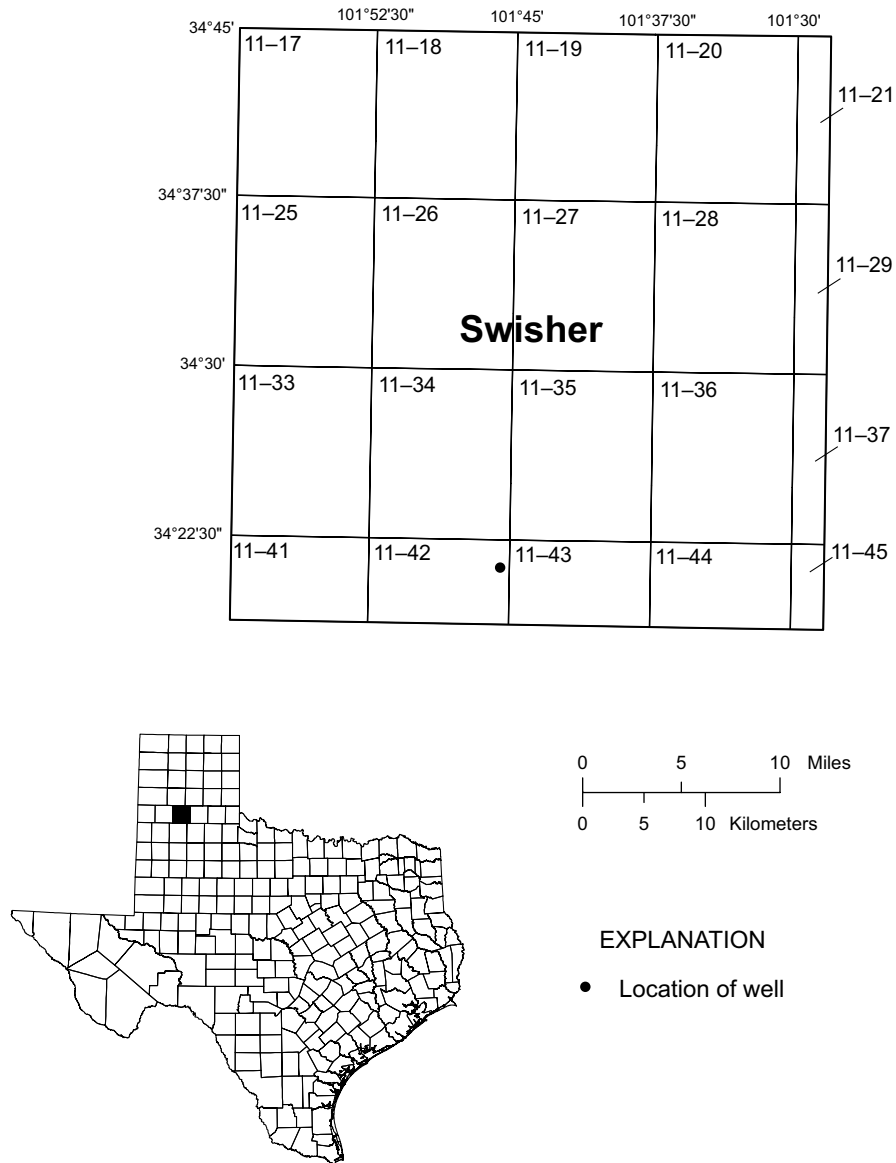 101°52'30" 101°45' 101°37'30" 101°30'
34°45'
11–17 11–18 11–19 11–20
11–21
34°37'30"
11–25 11–26 11–27 11–28
11–29
Swisher
34°30'
11–33 11–34 11–35 11–36
11–37
34°22'30"
11–41 11–42 11–43 11–44 11–45
0 5 10 Miles
0 5 10 Kilometers
EXPLANATION
Location of well